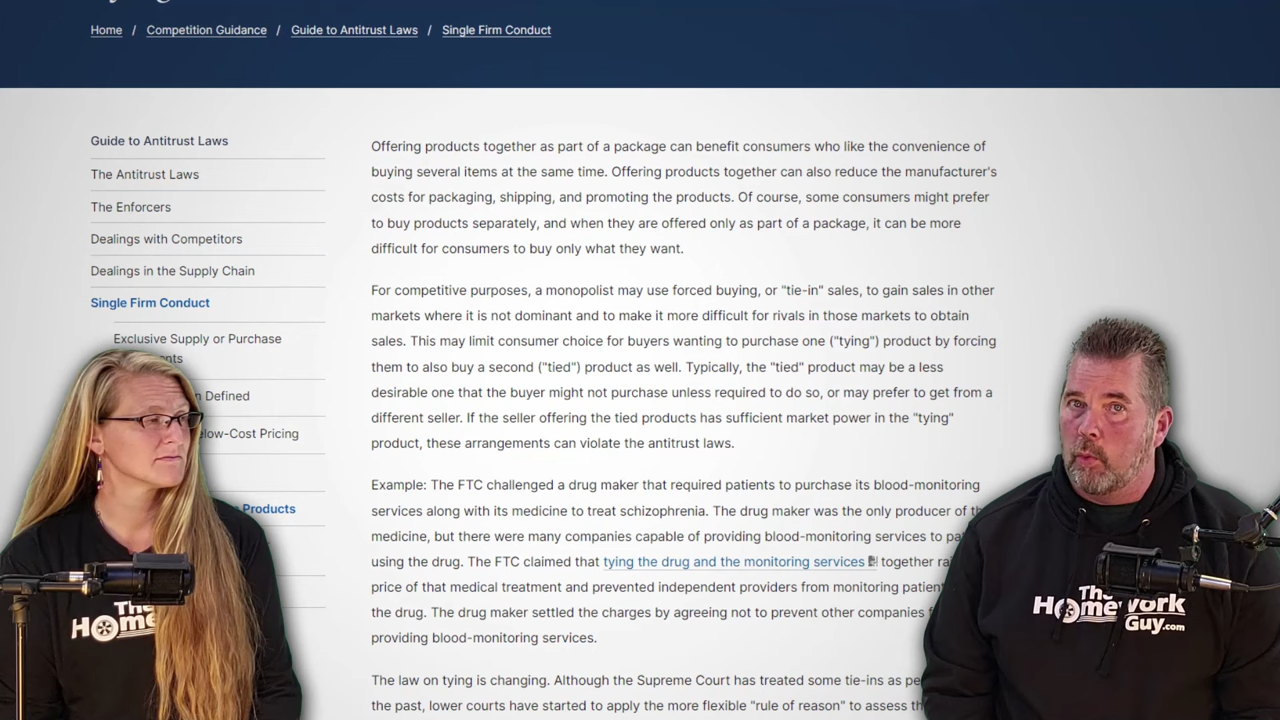 Home / Competition Guidance / Guide to Antitrust Laws / Single Firm Conduct
Guide to Antitrust Laws
The Antitrust Laws
The Enforcers
Dealings with Competitors
Dealings in the Supply Chain
Single Firm Conduct
Exclusive Supply or Purchase
Defined
Below-Cost Pricing
Products
Offering products together as part of a package can benefit consumers who like the convenience of
buying several items at the same time. Offering products together can also reduce the manufacturer's
costs for packaging, shipping, and promoting the products. Of course, some consumers might prefer
to buy products separately, and when they are offered only as part of a package, it can be more
difficult for consumers to buy only what they want.
For competitive purposes, a monopolist may use forced buying, or "tie-in" sales, to gain sales in other
markets where it is not dominant and to make it more difficult for rivals in those markets to obtain
sales. This may limit consumer choice for buyers wanting to purchase one ("tying") product by forcing
them to also buy a second ("tied") product as well. Typically, the "tied" product may be a less
desirable one that the buyer might not purchase unless required to do so, or may prefer to get from a
different seller. If the seller offering the tied products has sufficient market power in the "tying"
product, these arrangements can violate the antitrust laws.
Example: The FTC challenged a drug maker that required patients to purchase its blood-monitoring
services along with its medicine to treat schizophrenia. The drug maker was the only producer of
medicine, but there were many companies capable of providing blood-monitoring services to
using the drug. The FTC claimed that tying the drug and the monitoring services together
price of that medical treatment and prevented independent providers from monitoring
the drug. The drug maker settled the charges by agreeing not to prevent other companies
providing blood-monitoring services.
The law on tying is changing. Although the Supreme Court has treated some tie-ins as
the past, lower courts have started to apply the more flexible "rule of reason" to assess
The
Home
The
HomeWork
Guy.com